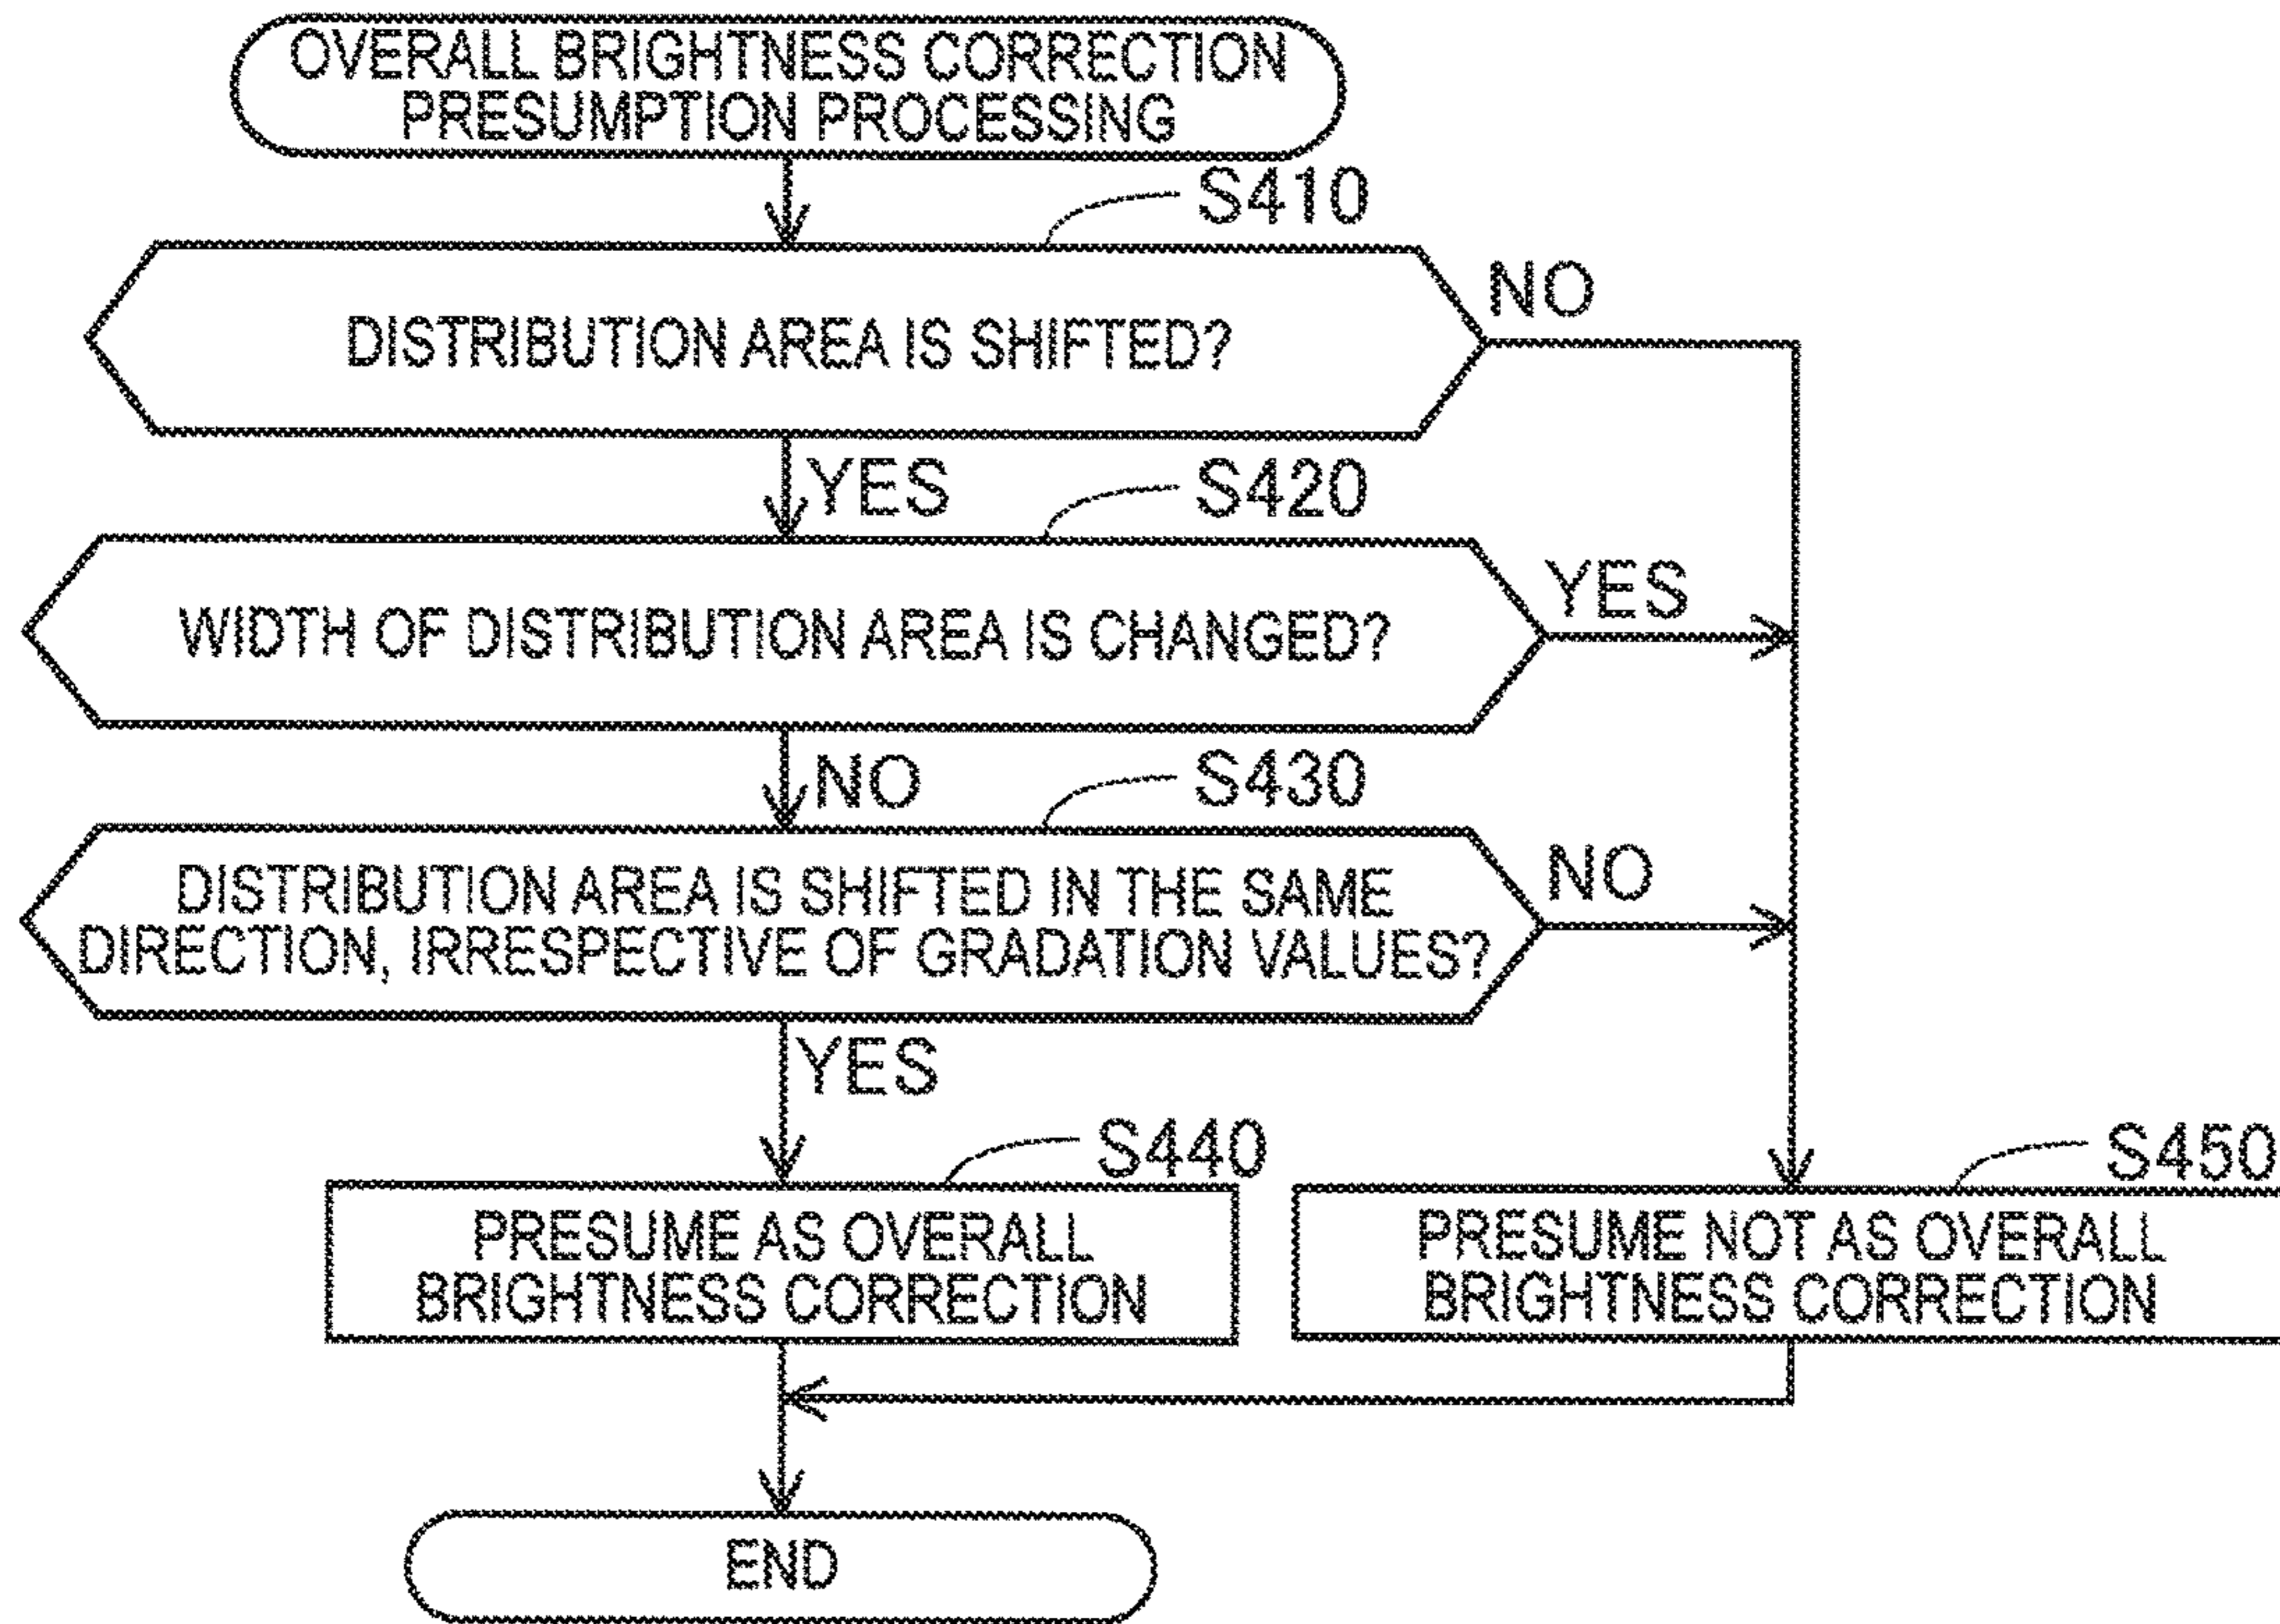 OVERALL BRIGHTNESS CORRECTION
PRESUMPTION PROCESSING
S410
DISTRIBUTION AREA IS SHIFTED?
NO
YES
S420
WIDTH OF DISTRIBUTION AREA IS CHANGED?
YES
NO
S430
DISTRIBUTION AREA IS SHIFTED IN THE SAME
DIRECTION, IRRESPECTIVE OF GRADATION VALUES?
NO
YES
S440
PRESUME AS OVERALL
BRIGHTNESS CORRECTION
S450
PRESUME NOT AS OVERALL
BRIGHTNESS CORRECTION
END